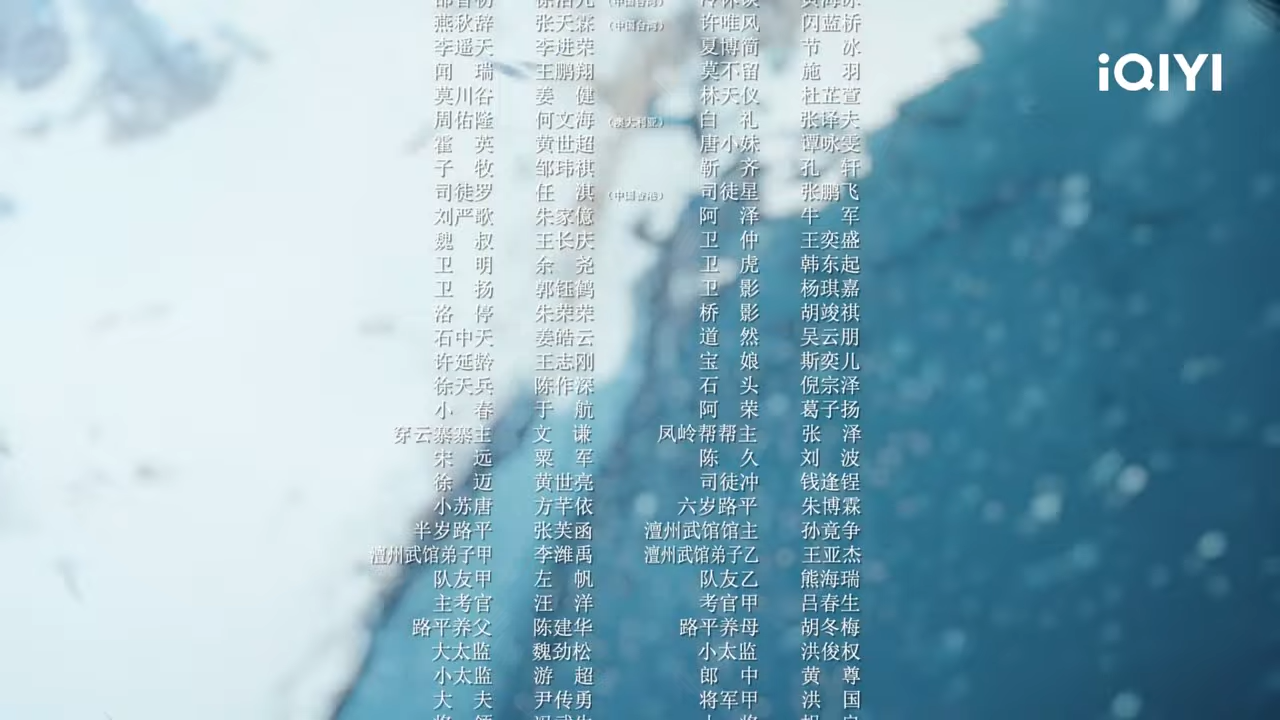 iQIYI
燕秋辞 张天霖 (中国台湾) 许唯风 闪蓝桥
李遥天 李进荣 夏博简 节 冰
闻 瑞 王鹏翔 莫不留 施 羽
莫川谷 姜 健 林天仪 杜芷萱
周佑隆 何文海 (澳大利亚) 白 礼 张垿夫
霍 英 黄世超 唐小妹 谭咏雯
子 牧 邹玮祺 靳 齐 孔 轩
司徒罗 任 淇 (中国香港) 司徒星 张鹏飞
刘严歌 朱家億 阿 泽 牛 军
魏 叔 王长庆 卫 仲 王奕盛
卫 明 余 尧 卫 虎 韩东起
卫 扬 郭钰鹤 卫 影 杨琪嘉
洛 停 朱荣荣 桥 影 胡竣祺
石中天 姜皓云 道 然 吴云朋
许延龄 王志刚 宝 娘 斯奕儿
徐天兵 陈作深 石 头 倪宗泽
小 春 于 航 阿 荣 葛子扬
穿云寨寨主 文 谦 凤岭帮帮主 张 泽
宋 远 粟 军 陈 久 刘 波
徐 迈 黄世亮 司徒冲 钱逢锃
小苏唐 方芊依 六岁路平 朱博霖
半岁路平 张芙函 澶州武馆馆主 孙竟争
澶州武馆弟子甲 李潍禹 澶州武馆弟子乙 王亚杰
队友甲 左 帆 队友乙 熊海瑞
主考官 汪 洋 考官甲 吕春生
路平养父 陈建华 路平养母 胡冬梅
大太监 魏劲松 小太监 洪俊权
小太监 游 超 郎 中 黄 尊
大 夫 尹传勇 将军甲 洪 国